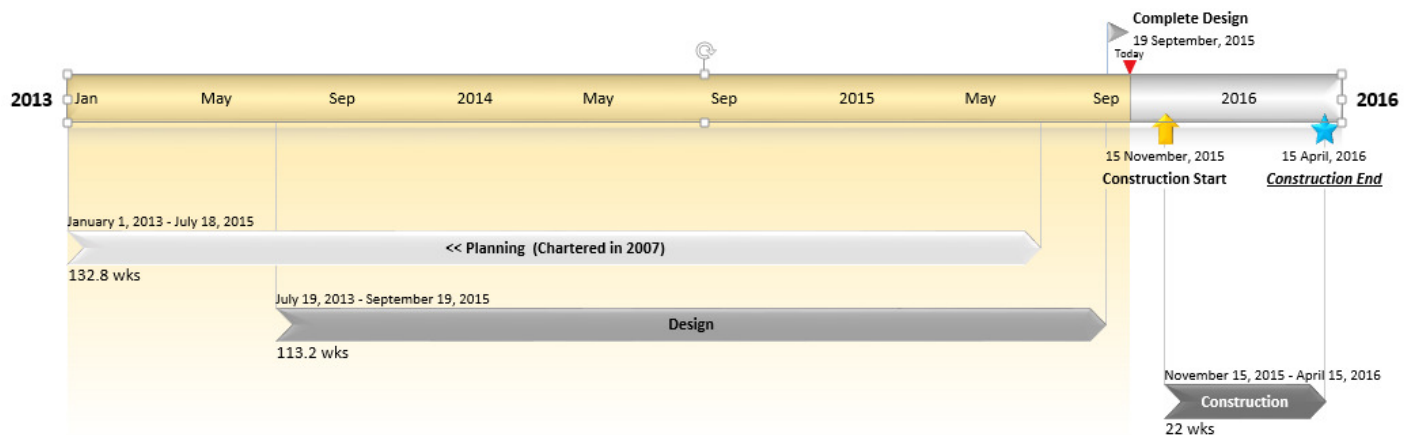 Complete Design
19 September, 2015
Today
2013 Jan May Sep 2014 May Sep 2015 May Sep 2016 2016
15 November, 2015 15 April, 2016
Construction Start Construction End
January 1, 2013 - July 18, 2015
<< Planning (Chartered in 2007)
132.8 wks
July 19, 2013 - September 19, 2015
Design
113.2 wks
November 15, 2015 - April 15, 2016
Construction
22 wks